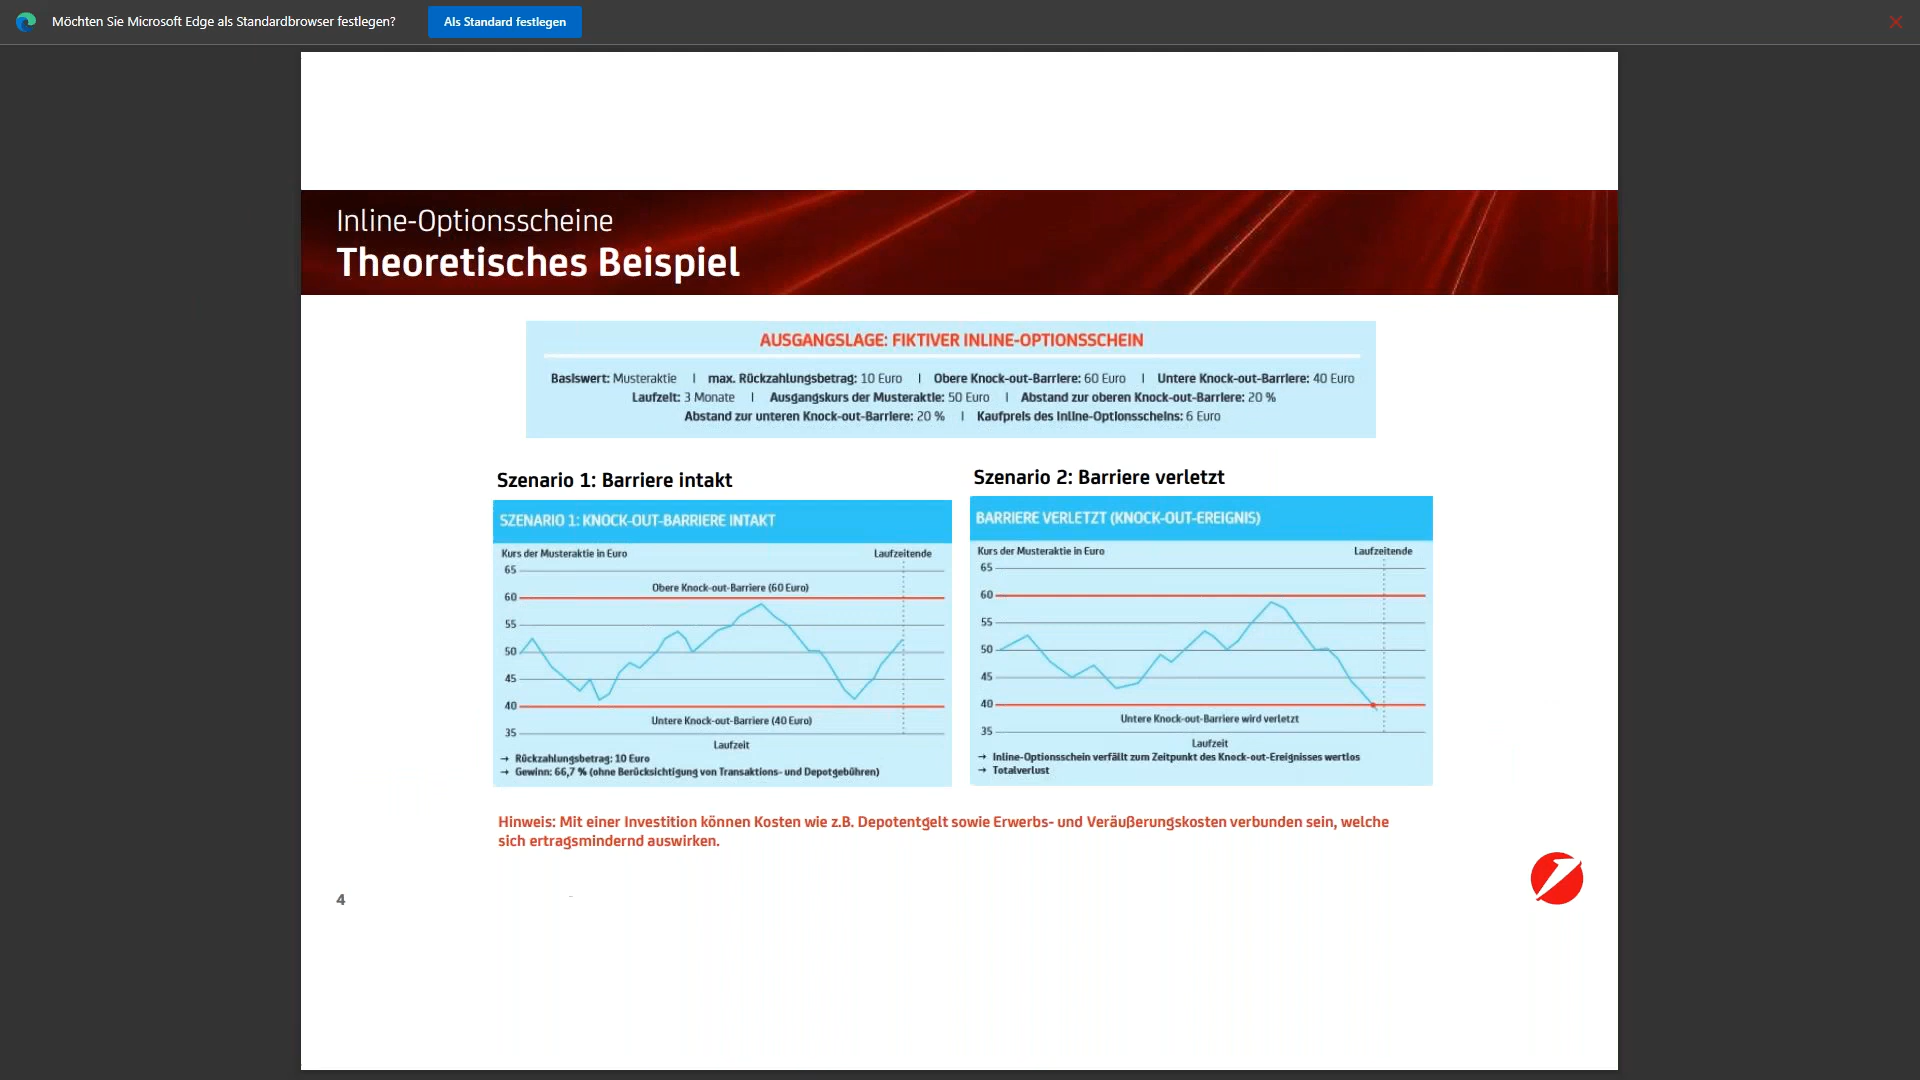 Möchten Sie Microsoft Edge als Standardbrowser festlegen?
Als Standard festlegen
Inline-Optionsscheine
Theoretisches Beispiel
AUSGANGSLAGE: FIKTIVER INLINE-OPTIONSSCHEIN
Basiswert: Musteraktie | max. Rückzahlungsbetrag: 10 Euro | Obere Knock-out-Barriere: 60 Euro | Untere Knock-out-Barriere: 40 Euro
Laufzeit: 3 Monate | Ausgangskurs der Musteraktie: 50 Euro | Abstand zur oberen Knock-out-Barriere: 20 %
Abstand zur unteren Knock-out-Barriere: 20 % | Kaufpreis des Inline-Optionsscheins: 6 Euro
Szenario 1: Barriere intakt
SZENARIO 1: KNOCK-OUT-BARRIERE INTAKT
Kurs der Musteraktie in Euro
Laufzeitende
65
Obere Knock-out-Barriere (60 Euro)
60
55
50
45
40
Untere Knock-out-Barriere (40 Euro)
35
Laufzeit
→ Rückzahlungsbetrag: 10 Euro
→ Gewinn: 66,7 % (ohne Berücksichtigung von Transaktions- und Depotgebühren)
Szenario 2: Barriere verletzt
BARRIERE VERLETZT (KNOCK-OUT-EREIGNIS)
Kurs der Musteraktie in Euro
Laufzeitende
65
60
55
50
45
40
Untere Knock-out-Barriere wird verletzt
35
Laufzeit
→ Inline-Optionsschein verfällt zum Zeitpunkt des Knock-out-Ereignisses wertlos
→ Totalverlust
Hinweis: Mit einer Investition können Kosten wie z.B. Depotentgelt sowie Erwerbs- und Veräußerungskosten verbunden sein, welche
sich ertragsmindernd auswirken.
4